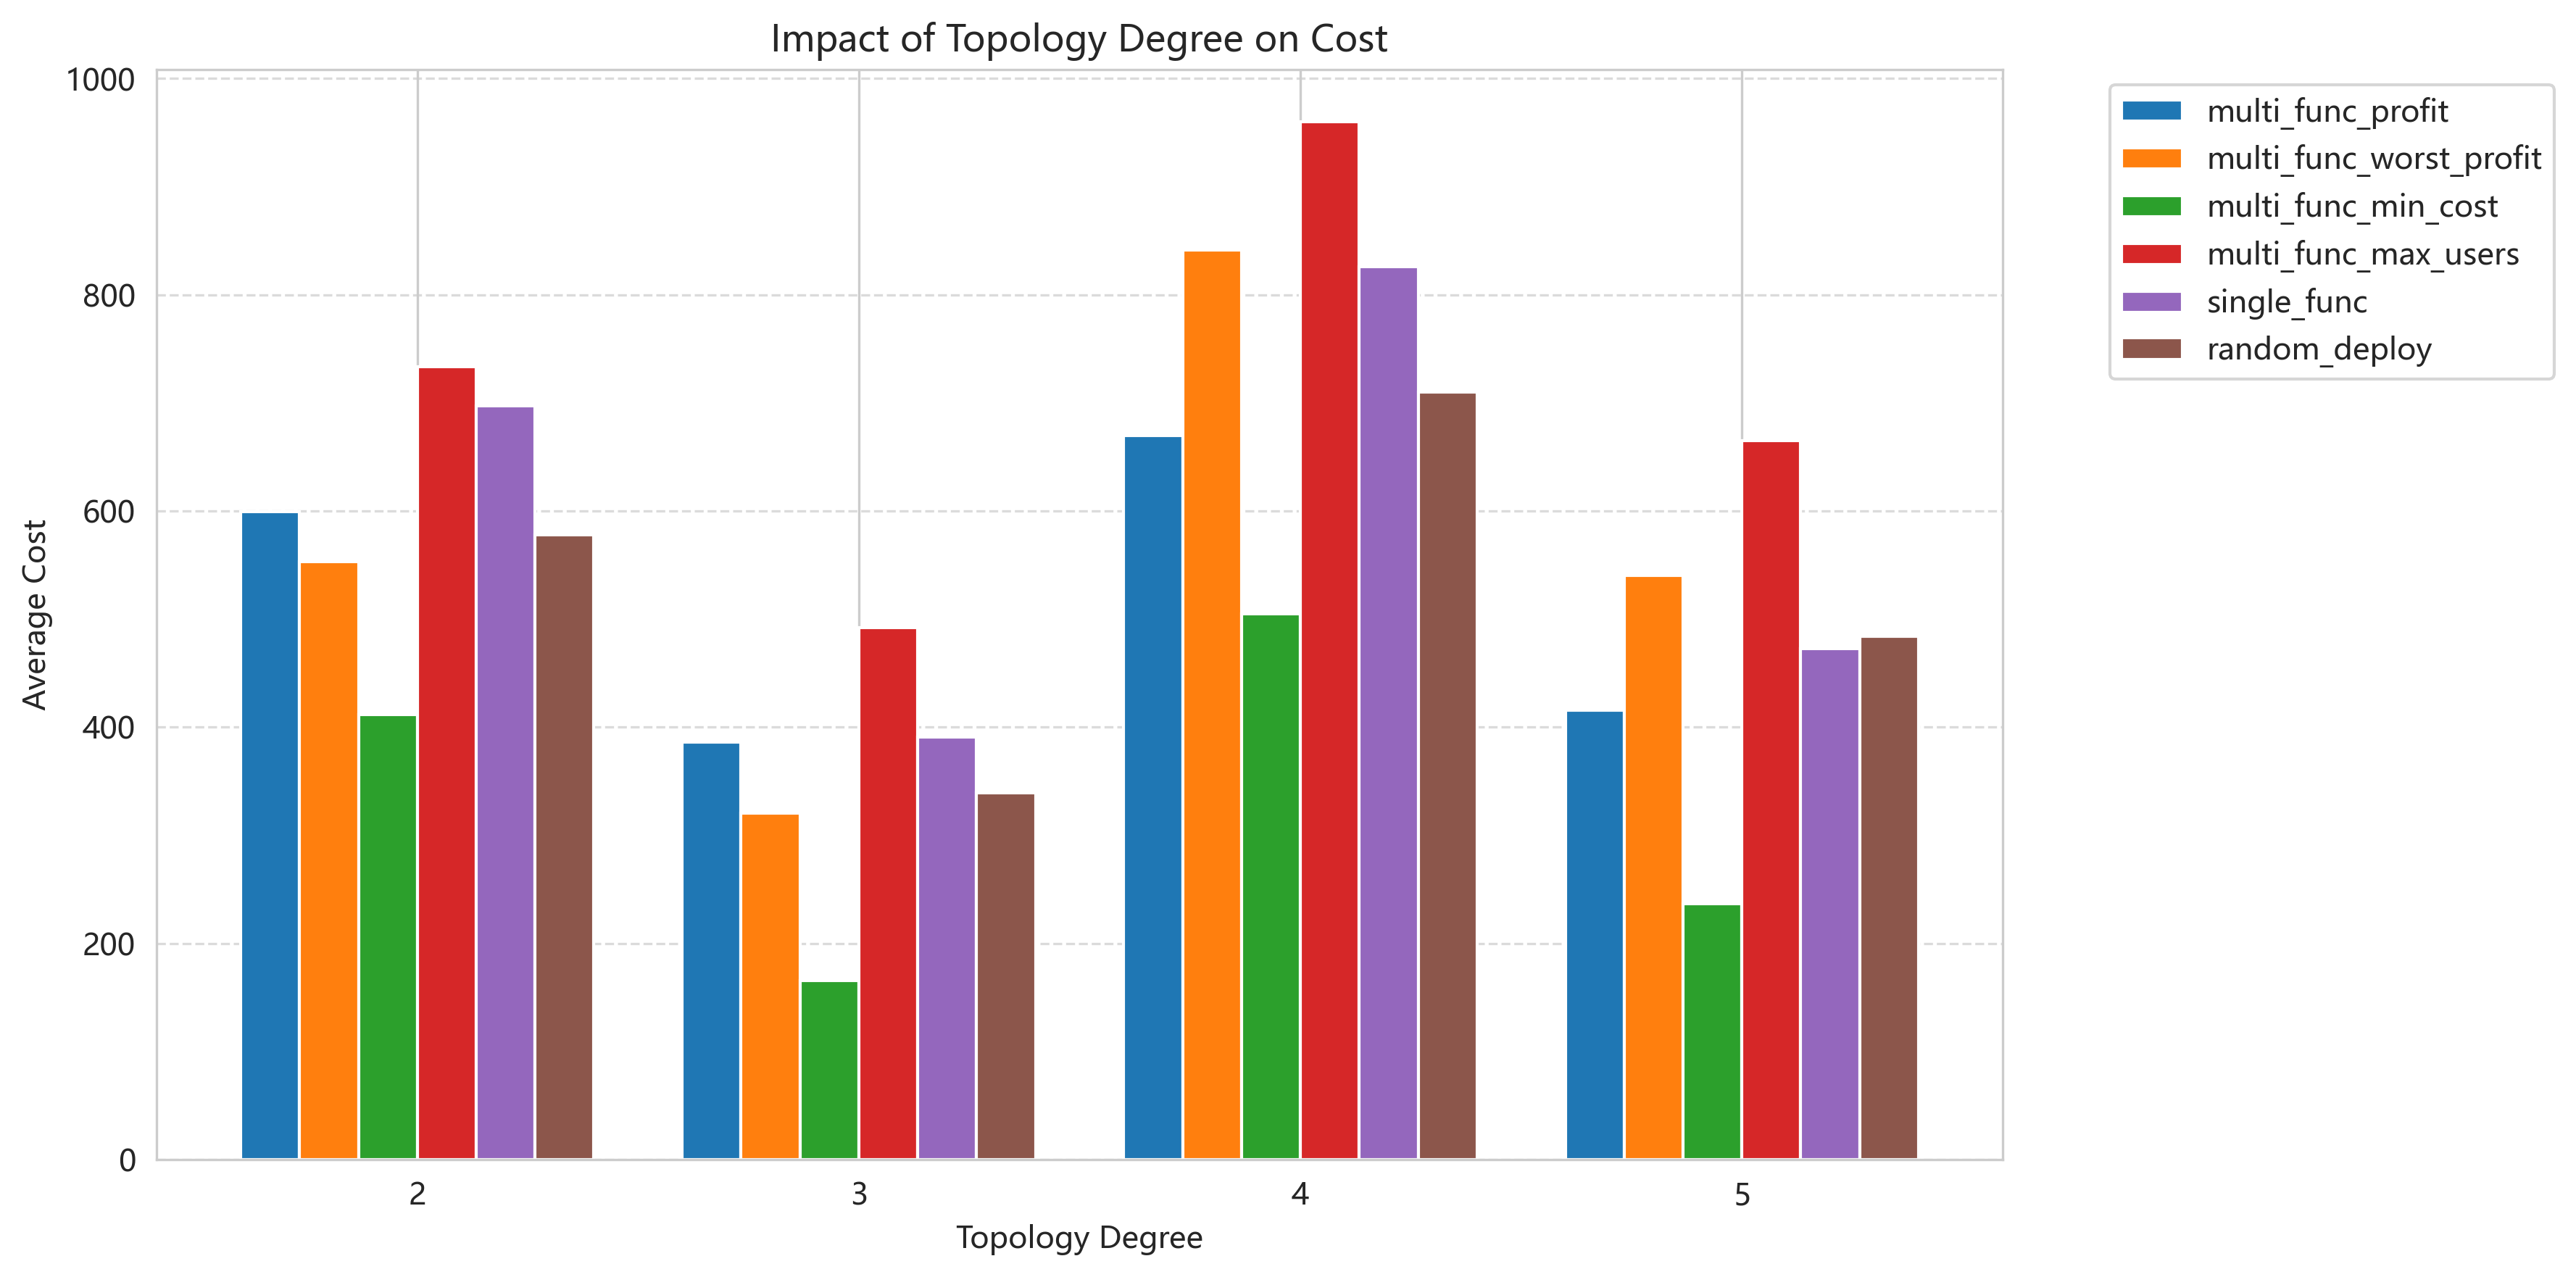 Impact of Topology Degree on Cost
1000
800
600
400
200
0
Average Cost
2
3
4
5
Topology Degree
multi_func_profit
multi_func_worst_profit
multi_func_min_cost
multi_func_max_users
single_func
random_deploy